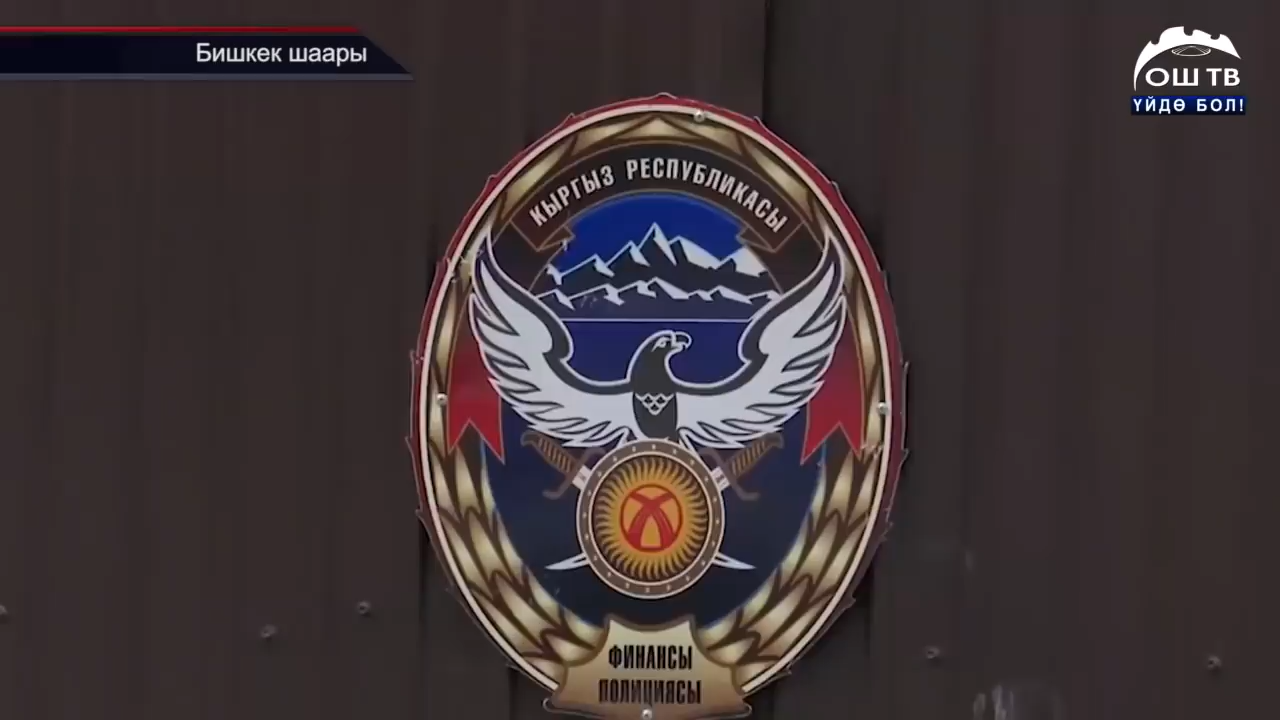 Бишкек шаары
ОШ ТВ
ҮЙДӨ БОЛ!
КЫРГЫЗ РЕСПУБЛИКАСЫ
ФИНАНСЫ
ПОЛИЦИЯСЫ